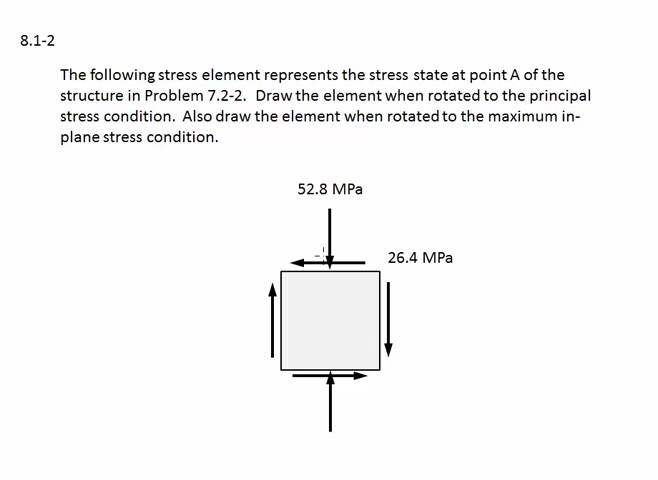 8.1-2
The following stress element represents the stress state at point A of the
structure in Problem 7.2-2.  Draw the element when rotated to the principal
stress condition.  Also draw the element when rotated to the maximum in-
plane stress condition.
52.8 MPa
26.4 MPa